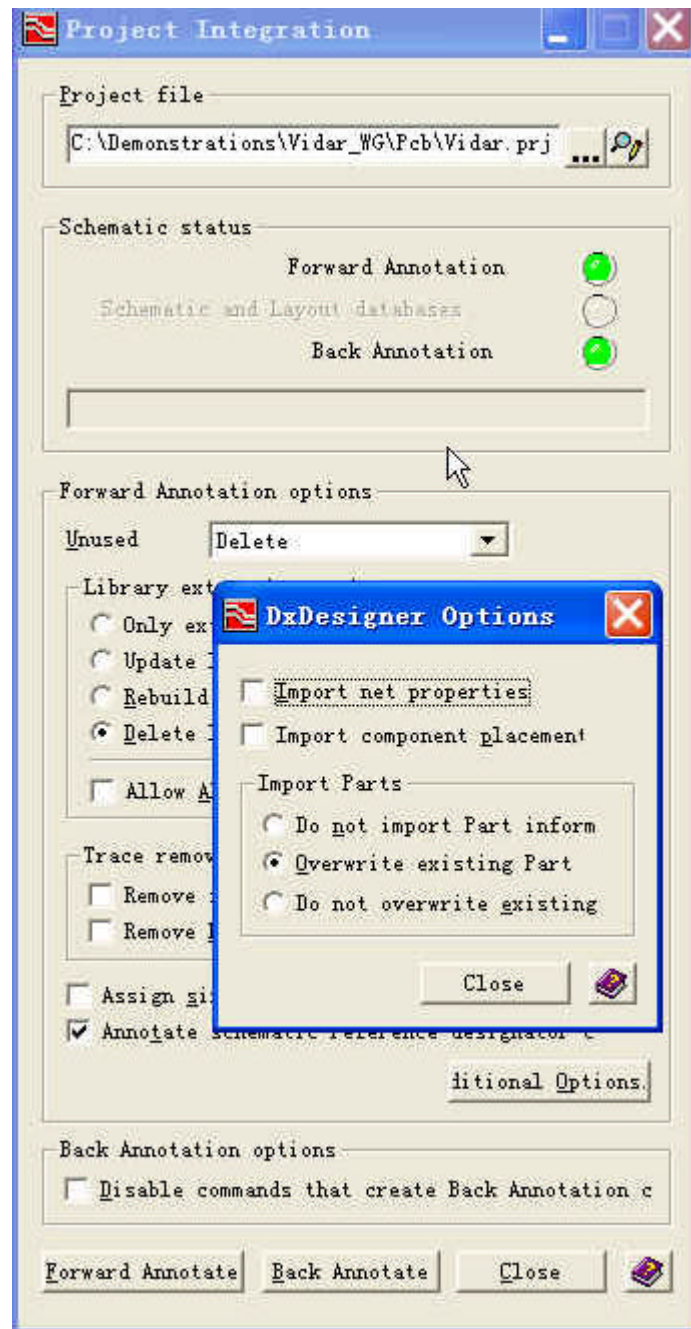 Project Integration
Project file
C:\Demonstrations\Vidar_WG\Pcb\Vidar.prj ...
Schematic status
Forward Annotation
Schematic and Layout databases
Back Annotation
Forward Annotation options
Unused Delete
Library
Only
Update
Rebuild
Delete
Allow
Trace
Remove
Remove
Assign
Annotate schematic reference designator
DxDesigner Options
Import net properties
Import component placement
Import Parts
Do not import Part inform
Overwrite existing Part
Do not overwrite existing
Close
ditional Options.
Back Annotation options
Disable commands that create Back Annotation c
Forward Annotate Back Annotate Close